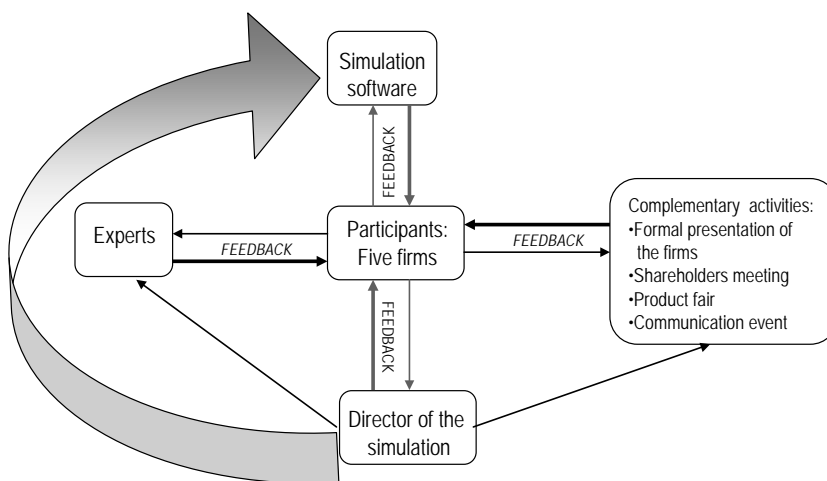 Simulation
software
FEEDBACK
Experts
FEEDBACK
Participants:
Five firms
FEEDBACK
Complementary activities:
•Formal presentation of
the firms
•Shareholders meeting
•Product fair
•Communication event
FEEDBACK
Director of the
simulation